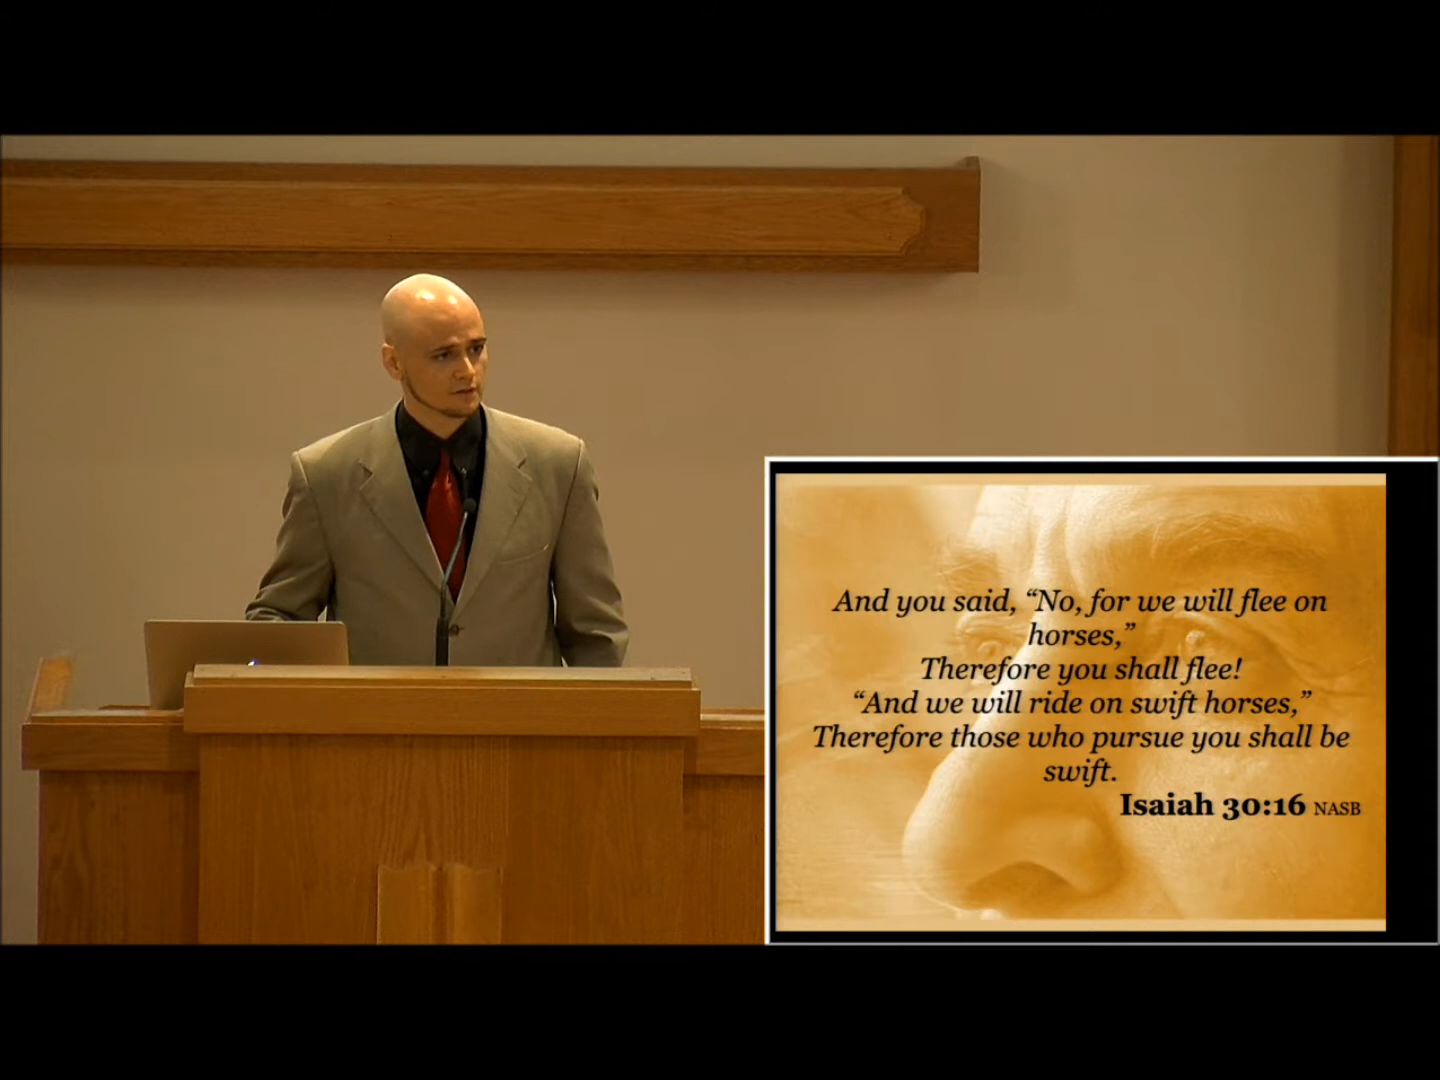 And you said, “No, for we will flee on
horses,”
Therefore you shall flee!
“And we will ride on swift horses,”
Therefore those who pursue you shall be
swift.
Isaiah 30:16 NASB